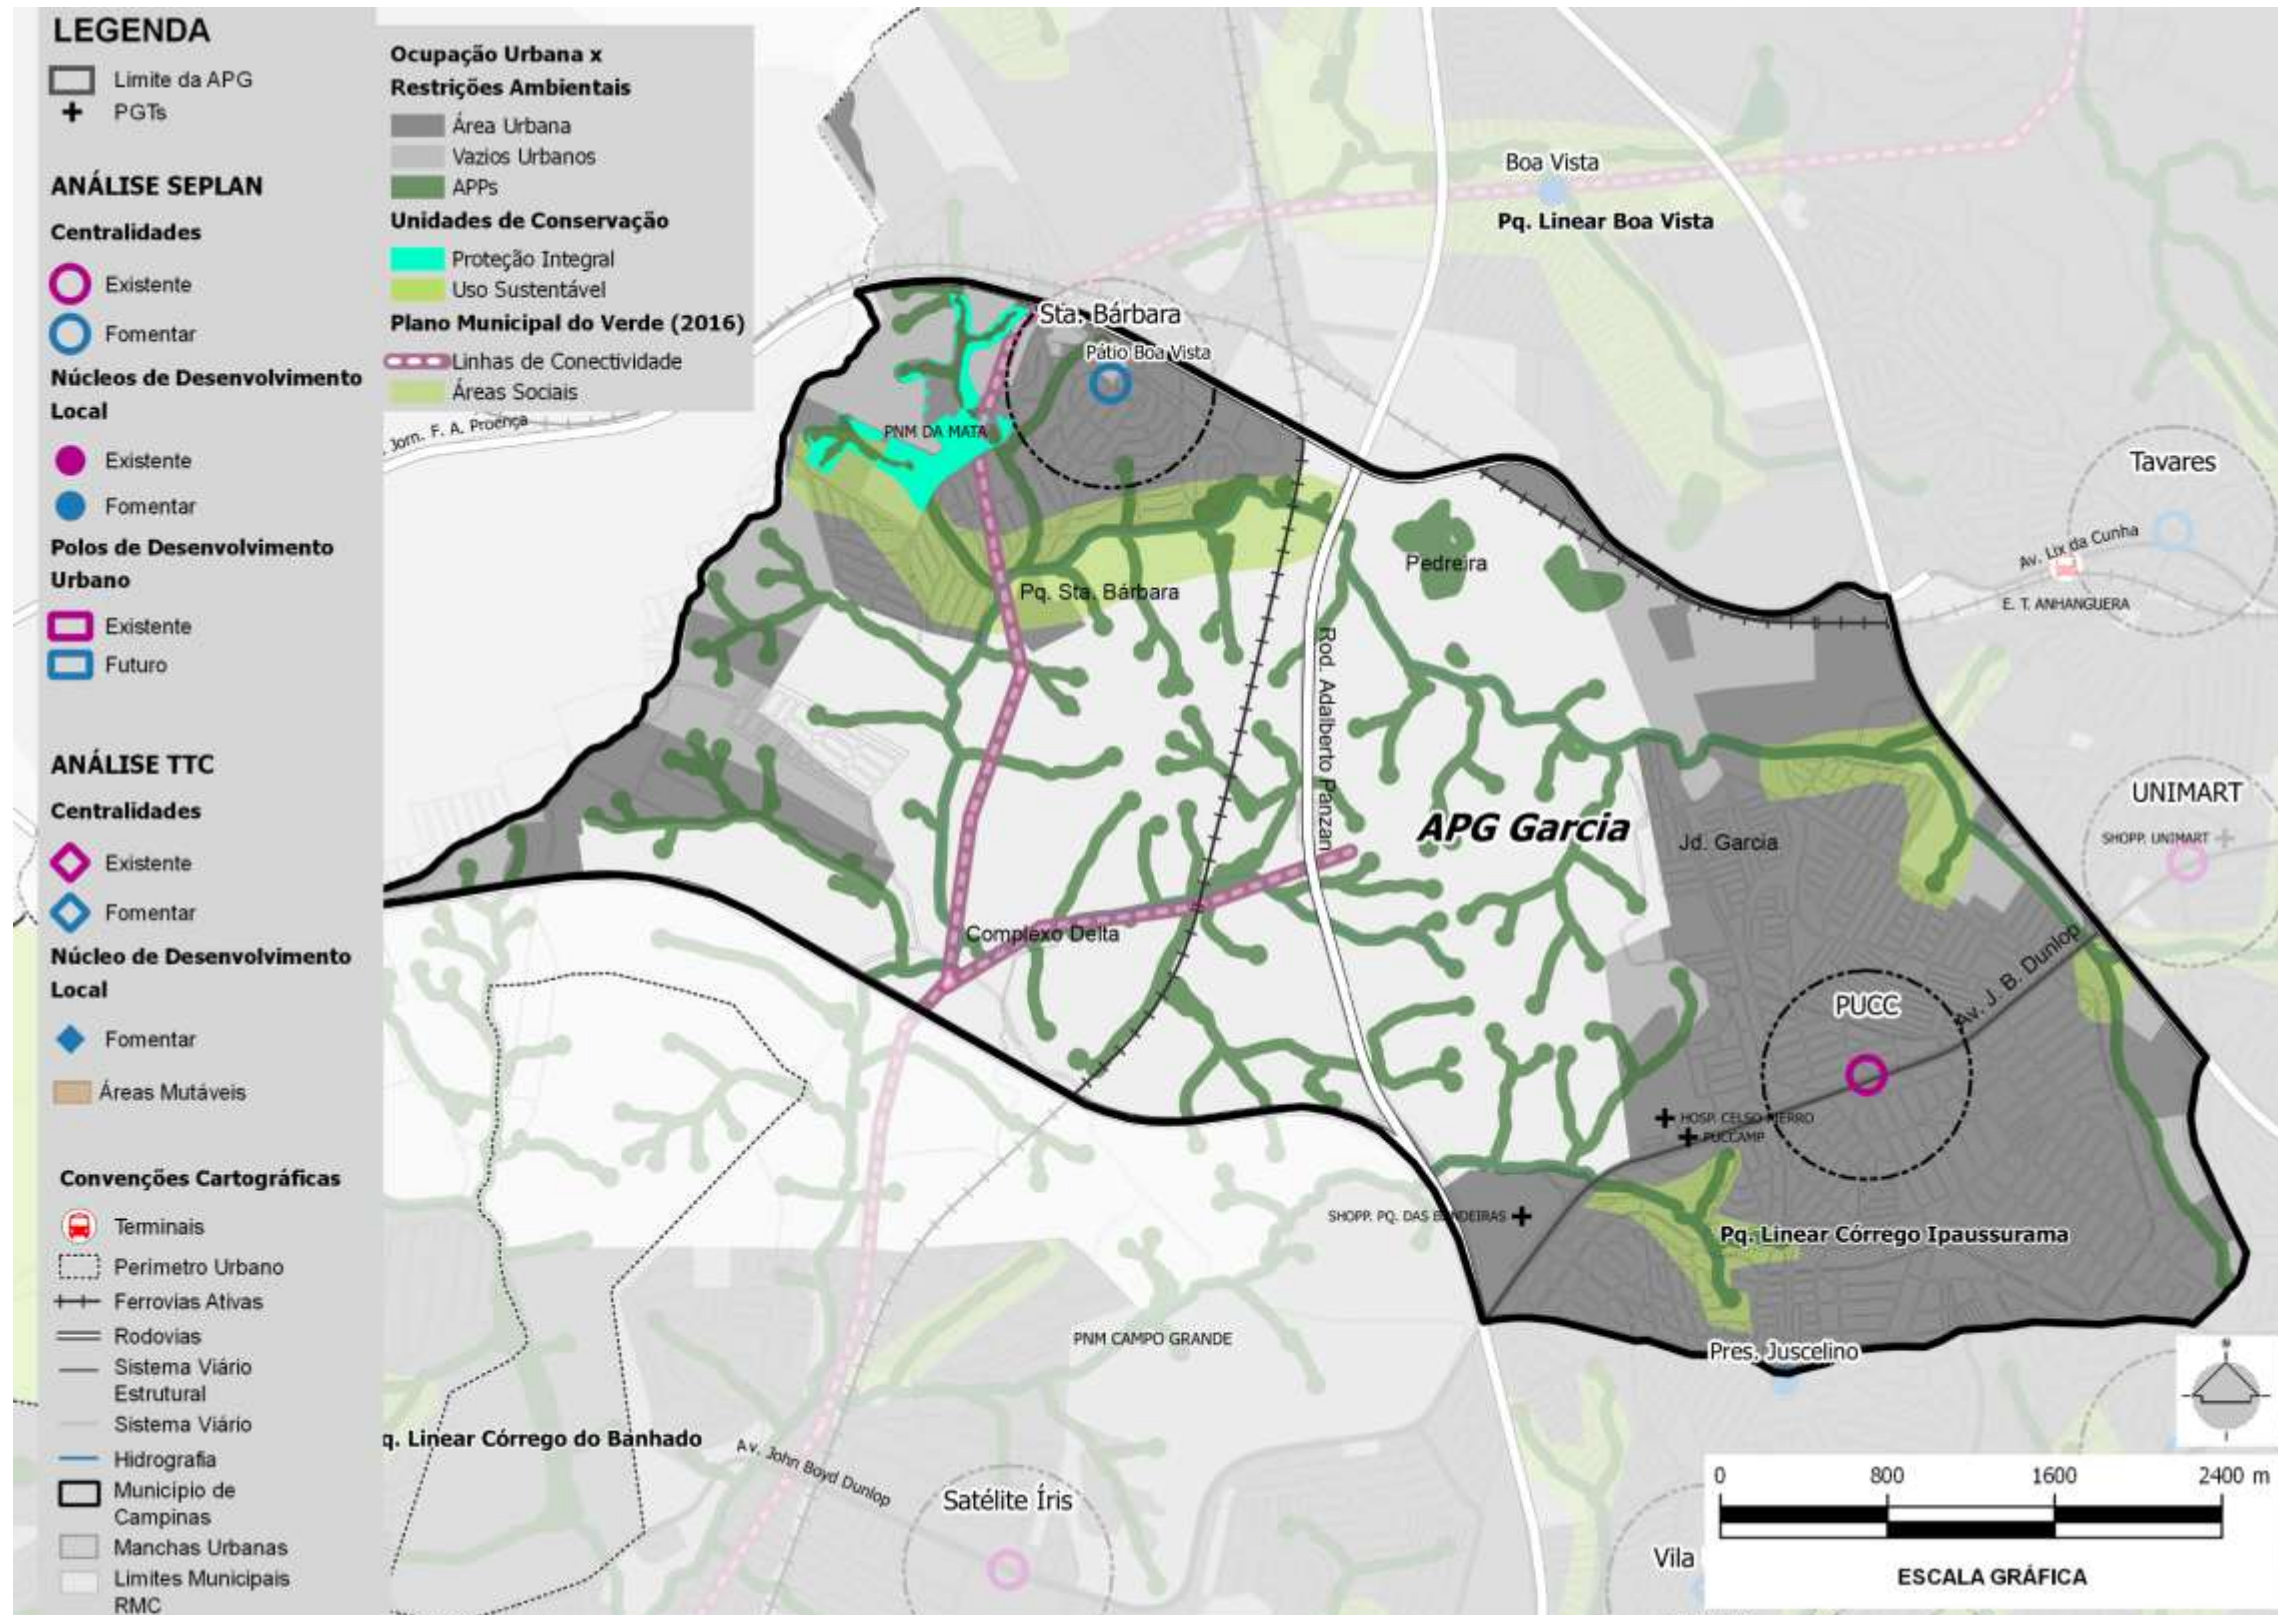 LEGENDA
Limite da APG
PGTs
ANÁLISE SEPLAN
Centralidades
Existente
Fomentar
Núcleos de Desenvolvimento
Local
Existente
Fomentar
Polos de Desenvolvimento
Urbano
Existente
Futuro
ANÁLISE TTC
Centralidades
Existente
Fomentar
Núcleo de Desenvolvimento
Local
Fomentar
Áreas Mutáveis
Convenções Cartográficas
Terminais
Perimetro Urbano
Ferrovias Ativas
Rodovias
Sistema Viário
Estrutural
Sistema Viário
Hidrografia
Municipio de
Campinas
Manchas Urbanas
Limites Municipais
RMC
Ocupação Urbana x
Restrições Ambientais
Área Urbana
Vazios Urbanos
APPs
Unidades de Conservação
Proteção Integral
Uso Sustentável
Plano Municipal do Verde (2016)
Linhas de Conectividade
Áreas Sociais
Jorn. F. A. Proença
Boa Vista
Pq. Linear Boa Vista
Sta. Bárbara
Pátio Boa Vista
PNM DA MATA
Tavares
Av. Lix da Cunha
E. T. ANHANGUERA
Pedreira
Pq. Sta. Bárbara
Rod. Adalberto Panzan
UNIMART
SHOPP. UNIMART
APG Garcia
Jd. Garcia
Complexo Delta
Av. J. B. Dunlop
PUCC
HOSP. CELSO PIERRO
PUCCAMP
SHOPP. PQ. DAS BANDEIRAS
Pq. Linear Córrego Ipaussurama
PNM CAMPO GRANDE
Pres. Juscelino
q. Linear Córrego do Banhado
Av. John Boyd Dunlop
Satélite Íris
Vila
0 800 1600 2400 m
ESCALA GRÁFICA